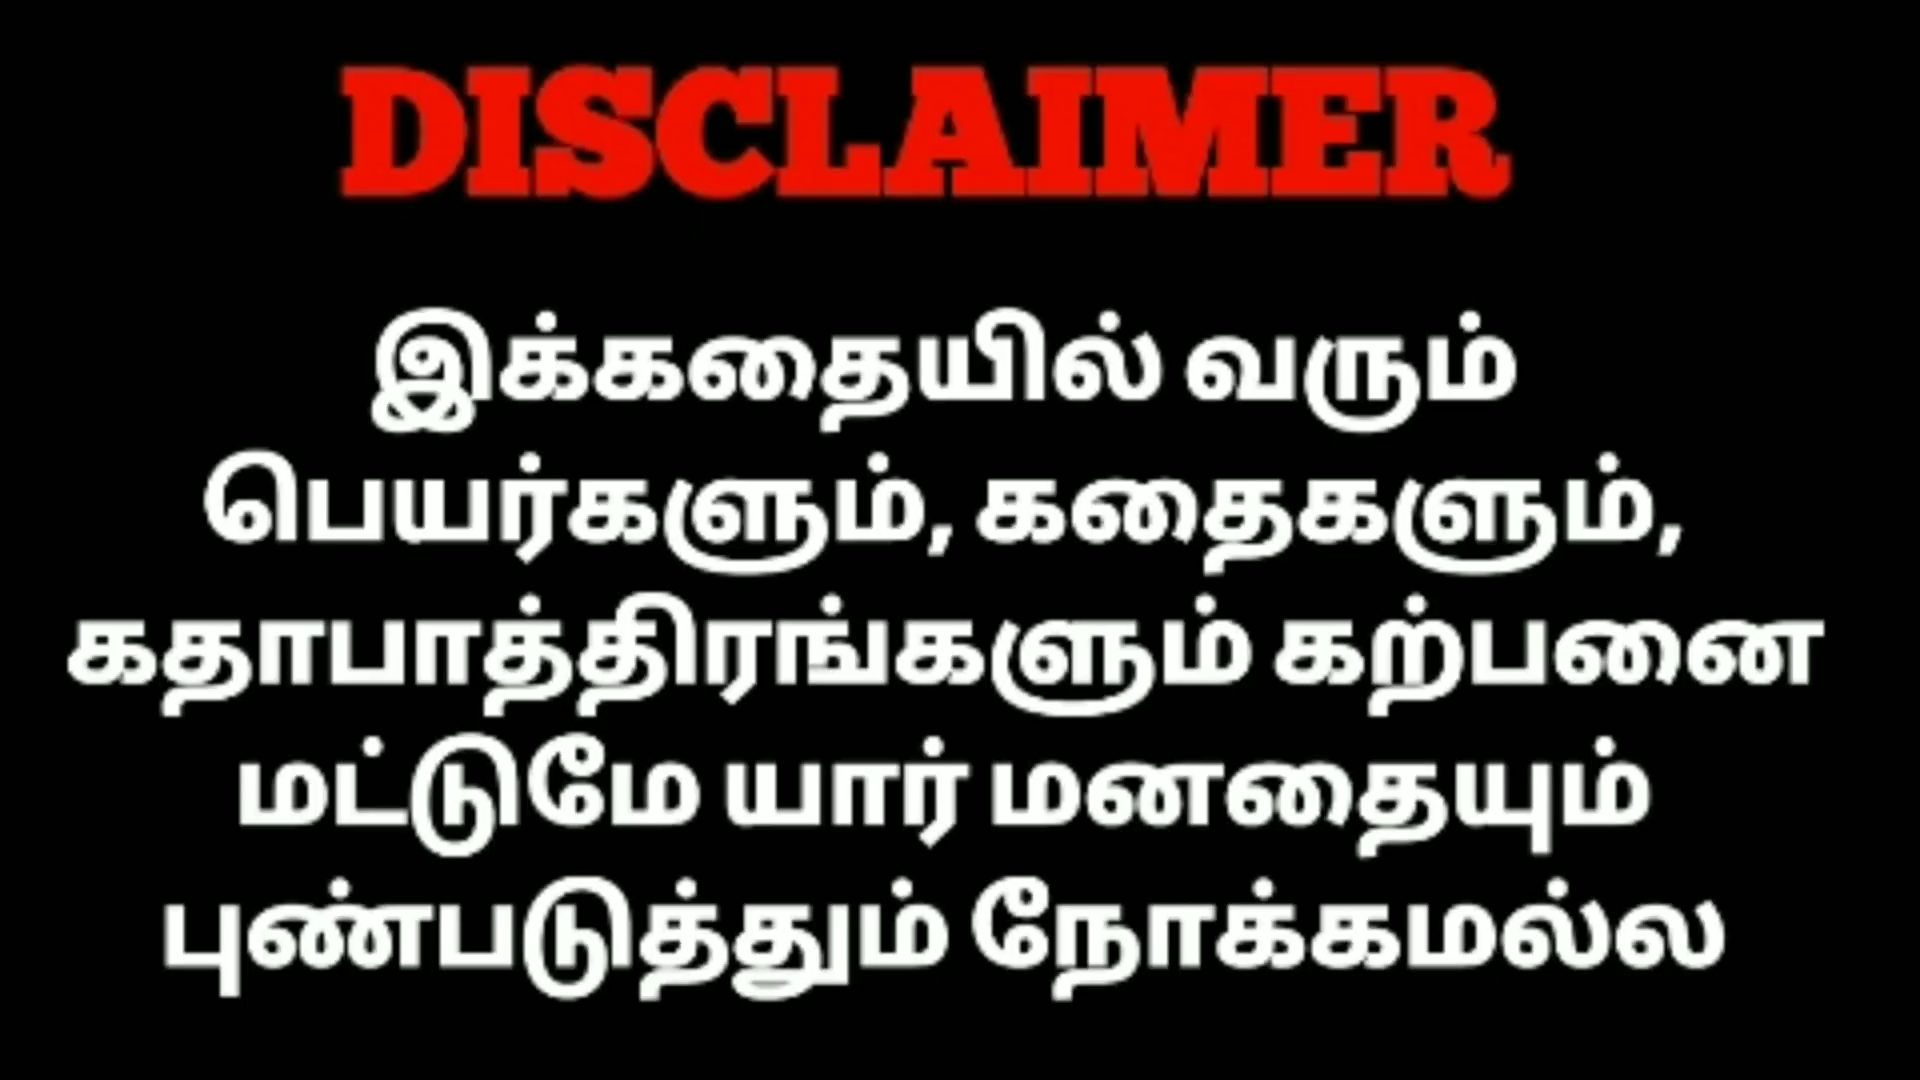 DISCLAIMER
இக்கதையில் வரும்
பெயர்களும், கதைகளும்,
கதாபாத்திரங்களும் கற்பனை
மட்டுமே யார் மனதையும்
புண்படுத்தும் நோக்கமல்ல